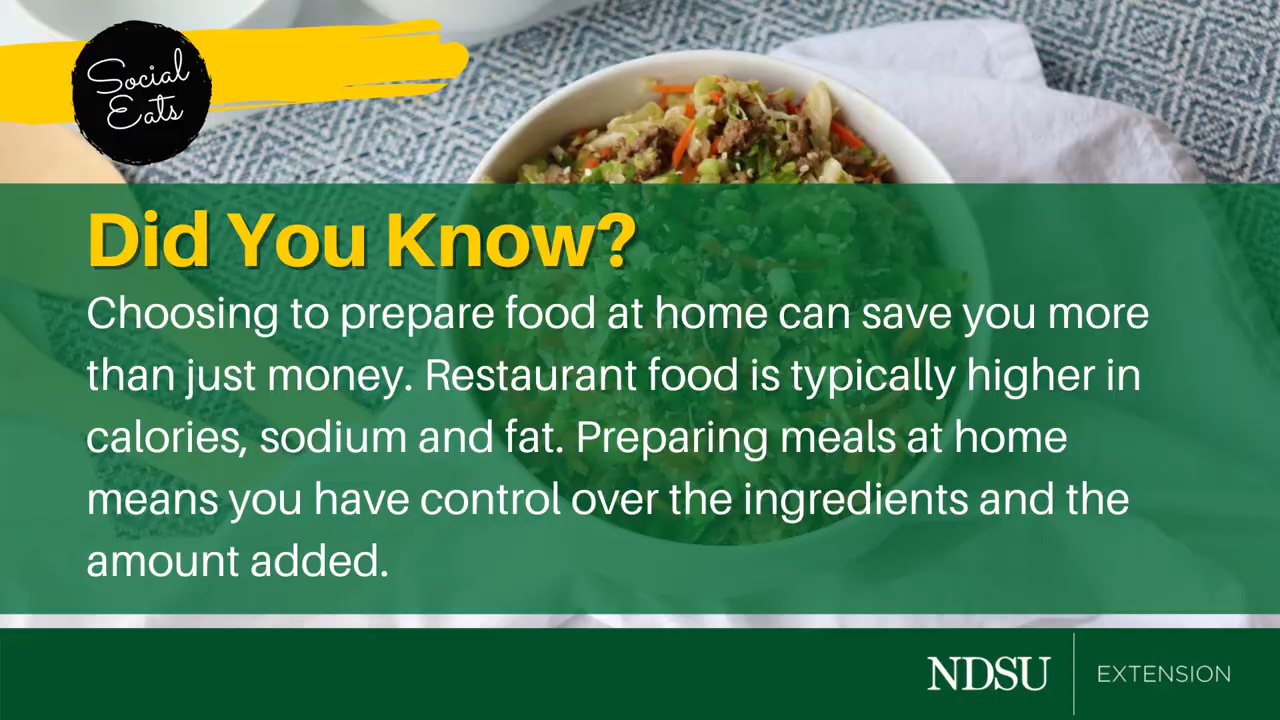 Social
Eats
Did You Know?
Choosing to prepare food at home can save you more
than just money. Restaurant food is typically higher in
calories, sodium and fat. Preparing meals at home
means you have control over the ingredients and the
amount added.
NDSU EXTENSION